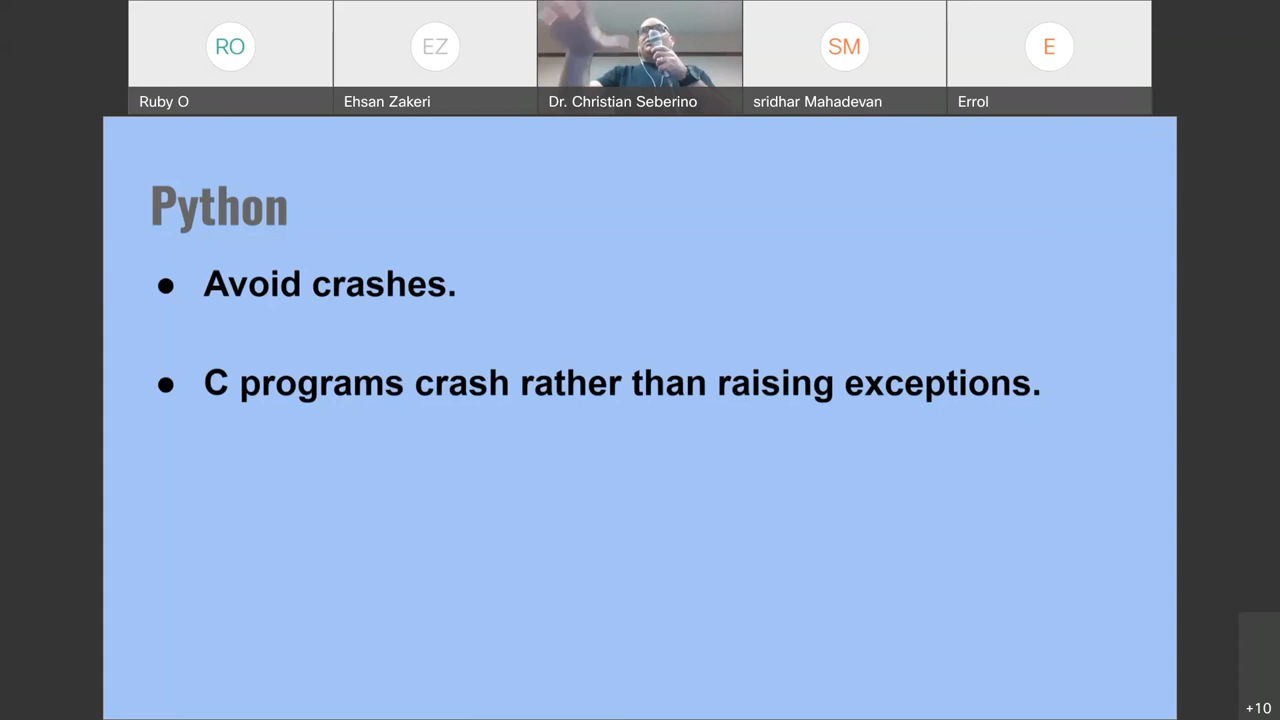 RO
EZ
SM
E
Ruby O
Ehsan Zakeri
Dr. Christian Seberino
sridhar Mahadevan
Errol
Python
● Avoid crashes.
● C programs crash rather than raising exceptions.
+10